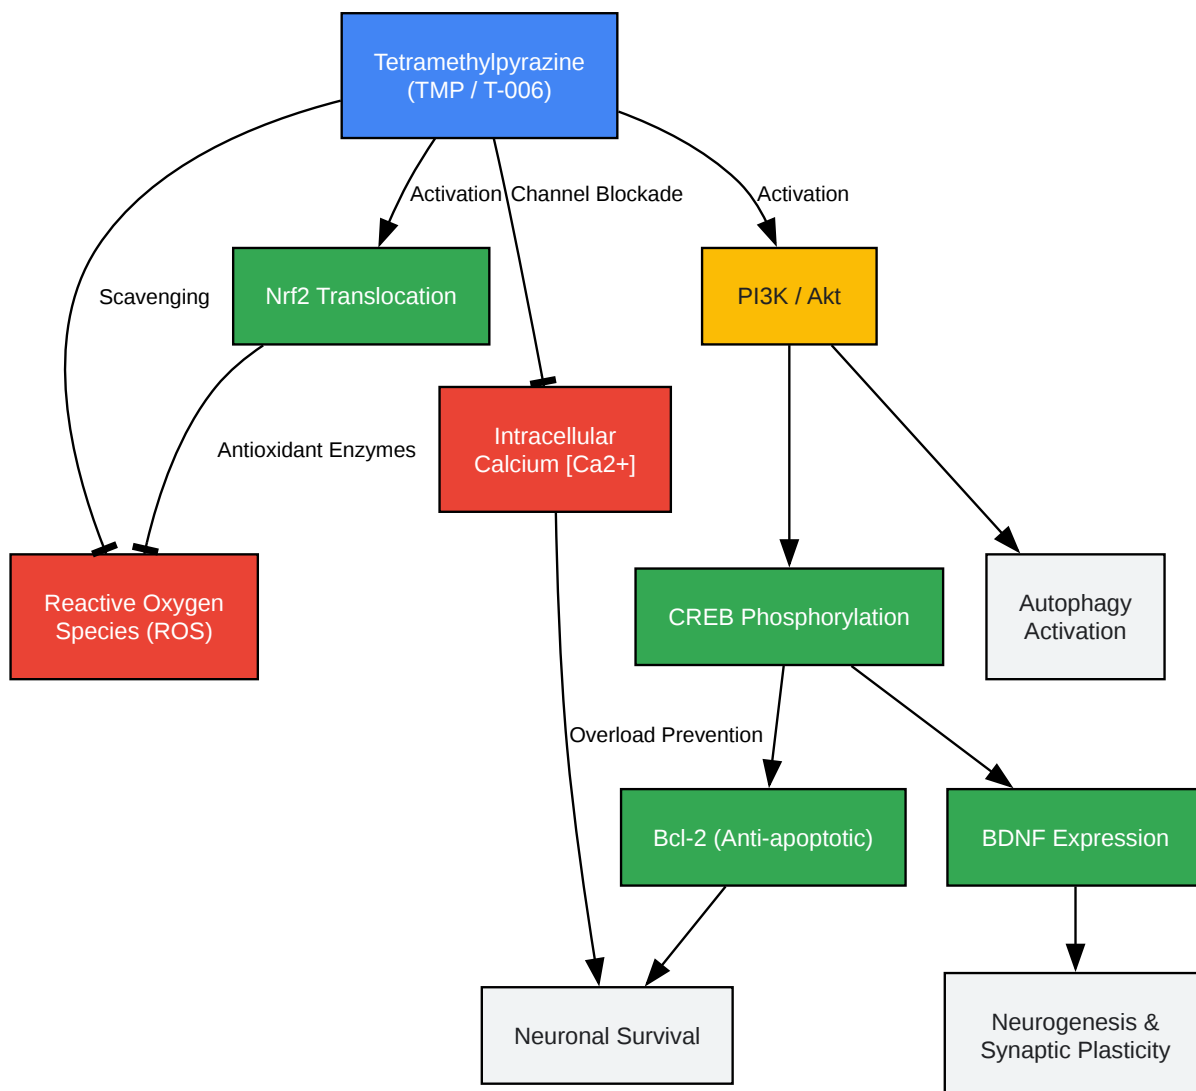 Tetramethylpyrazine
(TMP / T-006)
Activation
Channel Blockade
Activation
Scavenging
Nrf2 Translocation
PI3K / Akt
Antioxidant Enzymes
Intracellular
Calcium [Ca2+]
Reactive Oxygen
Species (ROS)
CREB Phosphorylation
Autophagy
Activation
Overload Prevention
Bcl-2 (Anti-apoptotic)
BDNF Expression
Neuronal Survival
Neurogenesis &
Synaptic Plasticity